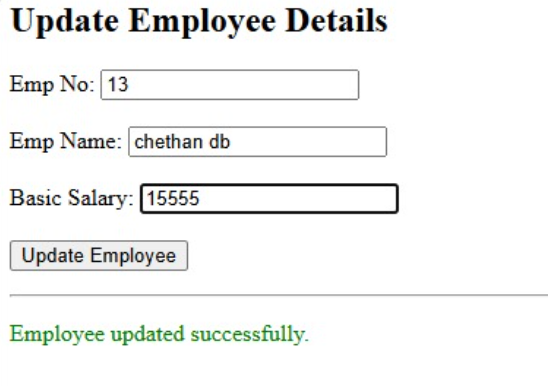 Update Employee Details
Emp No: 13
Emp Name: chethan db
Basic Salary: 15555
Update Employee
Employee updated successfully.